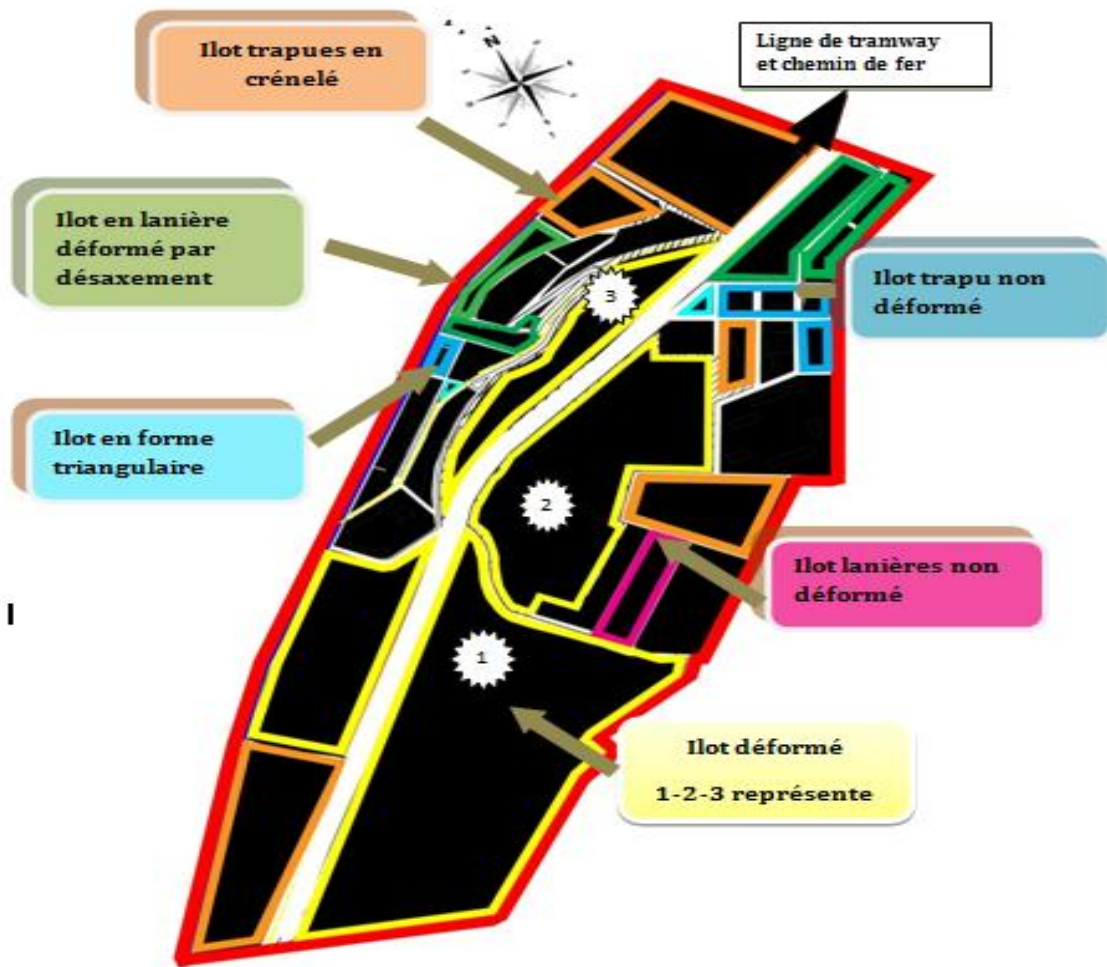 Ilot trapues en
crénelé
N
Ligne de tramway
et chemin de fer
Ilot en lanière
déformé par
désaxement
Ilot trapu non
déformé
3
Ilot en forme
triangulaire
2
Ilot lanières non
déformé
I
1
Ilot déformé
1-2-3 représente